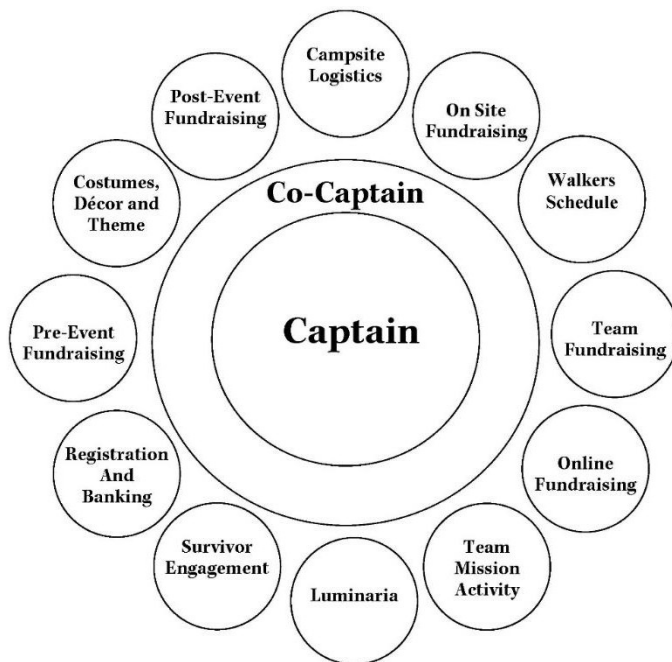 Campsite
Logistics
Post-Event
Fundraising
On Site
Fundraising
Costumes,
Décor and
Theme
Co-Captain
Walkers
Schedule
Pre-Event
Fundraising
Captain
Team
Fundraising
Registration
And
Banking
Online
Fundraising
Survivor
Engagement
Luminaria
Team
Mission
Activity